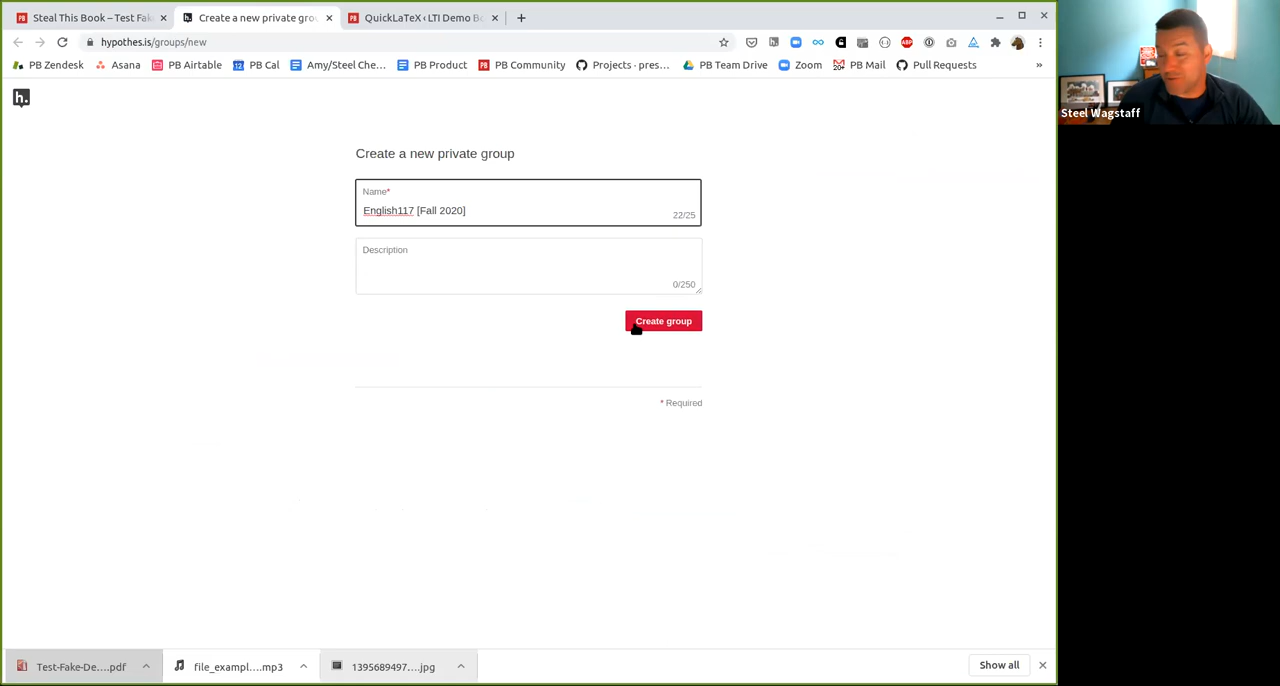 Steal This Book – Test Fak
Create a new private grou
QuickLaTeX ‹ LTI Demo B
hypothes.is/groups/new
PB Zendesk
Asana
PB Airtable
PB Cal
Amy/Steel Che…
PB Product
PB Community
Projects · pres…
PB Team Drive
Zoom
PB Mail
Pull Requests
»
h.
Create a new private group
Name*
English117 [Fall 2020]
22/25
Description
0/250
Create group
* Required
Test-Fake-De....pdf
file_exampl....mp3
1395689497....jpg
Show all
Steel Wagstaff